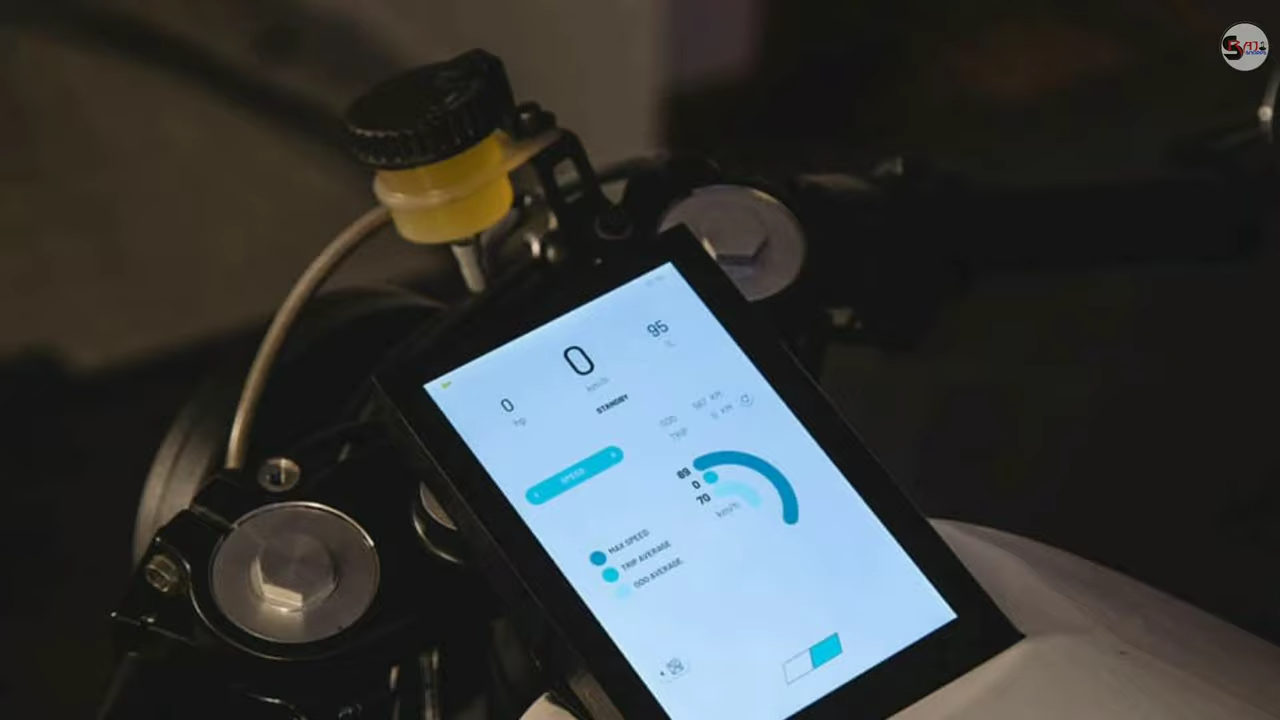 95
0
km/h
0
hp
STANDBY
ODO 567 KM
TRIP 0 KM
SPEED
69
0
70
km/h
MAX SPEED
TRIP AVERAGE
ODO AVERAGE